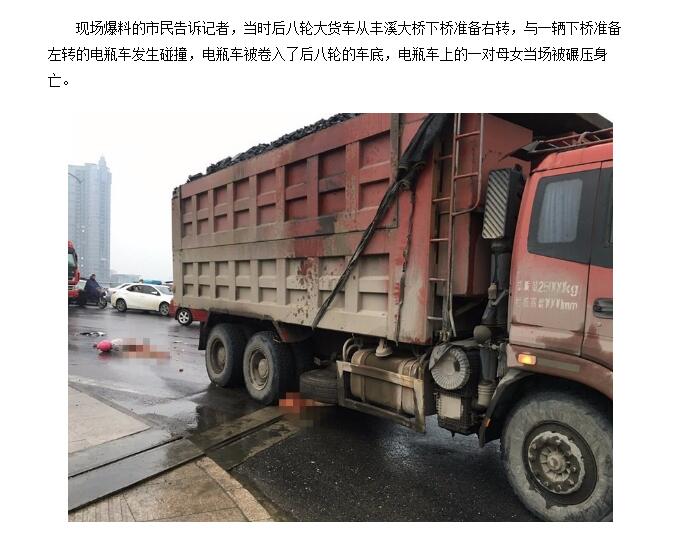 现场爆料的市民告诉记者，当时后八轮大货车从丰溪大桥下桥准备右转，与一辆下桥准备
左转的电瓶车发生碰撞，电瓶车被卷入了后八轮的车底，电瓶车上的一对母女当场被碾压身
亡。
25000kg